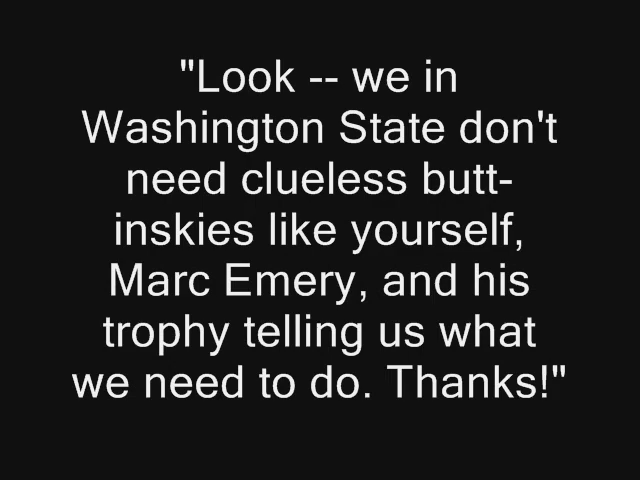 "Look -- we in
Washington State don't
need clueless butt-
inskies like yourself,
Marc Emery, and his
trophy telling us what
we need to do. Thanks!"